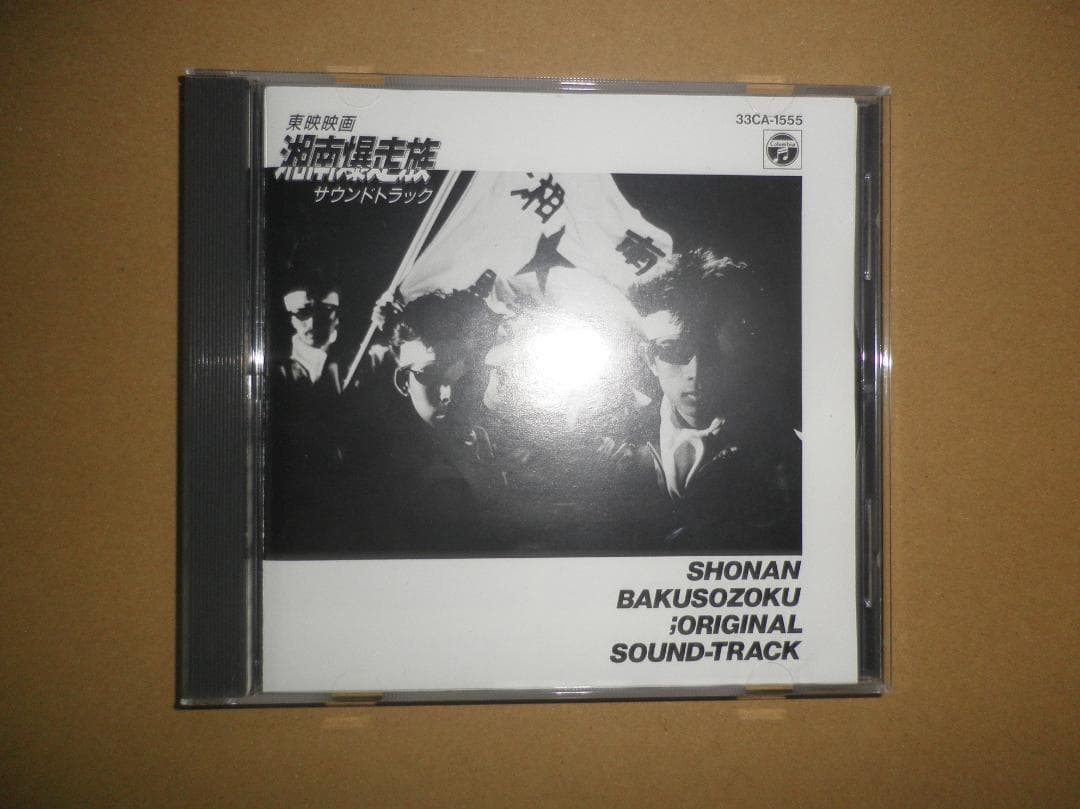 東映映画
湘南爆走族
サウンドトラック
33CA-1555
Columbia
湘
南
SHONAN
BAKUSOZOKU
;ORIGINAL
SOUND-TRACK